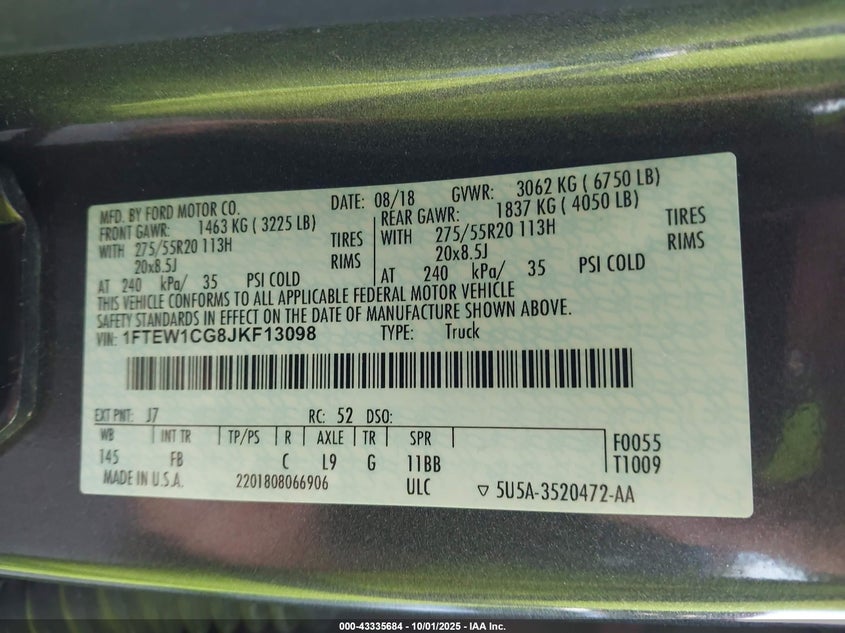 MFD. BY FORD MOTOR CO. DATE: 08/18 GVWR: 3062 KG ( 6750 LB)
FRONT GAWR: 1463 KG ( 3225 LB) REAR GAWR: 1837 KG ( 4050 LB)
WITH 275/55R20 113H TIRES WITH 275/55R20 113H TIRES
20x8.5J RIMS 20x8.5J RIMS
AT 240 kPa/ 35 PSI COLD AT 240 kPa/ 35 PSI COLD
THIS VEHICLE CONFORMS TO ALL APPLICABLE FEDERAL MOTOR VEHICLE
SAFETY STANDARDS IN EFFECT ON THE DATE OF MANUFACTURE SHOWN ABOVE.
VIN: 1FTEW1CG8JKF13098 TYPE: Truck
EXT PNT: J7 RC: 52 DSO:
WB INT TR TP/PS R AXLE TR SPR F0055
145 FB C L9 G 11BB T1009
MADE IN U.S.A. 2201808066906 ULC ▽ 5U5A-3520472-AA
000-43335684 - 10/01/2025 - IAA Inc.